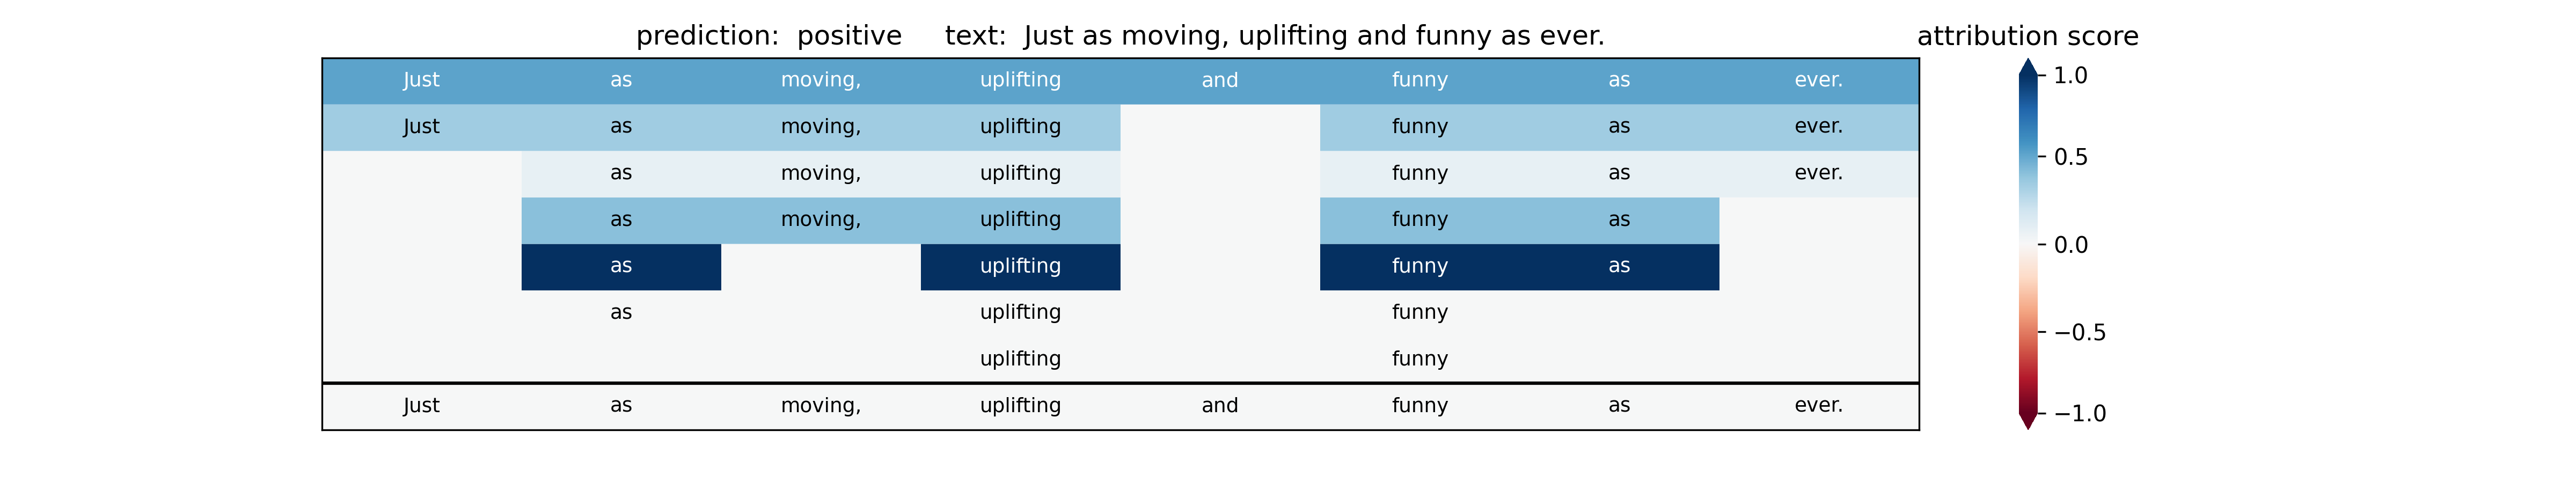 prediction:  positive     text:  Just as moving, uplifting and funny as ever.
attribution score
Just as moving, uplifting and funny as ever.
Just as moving, uplifting funny as ever.
as moving, uplifting funny as ever.
as moving, uplifting funny as
as uplifting funny as
as uplifting funny
uplifting funny
Just as moving, uplifting and funny as ever.
1.0
0.5
0.0
−0.5
−1.0